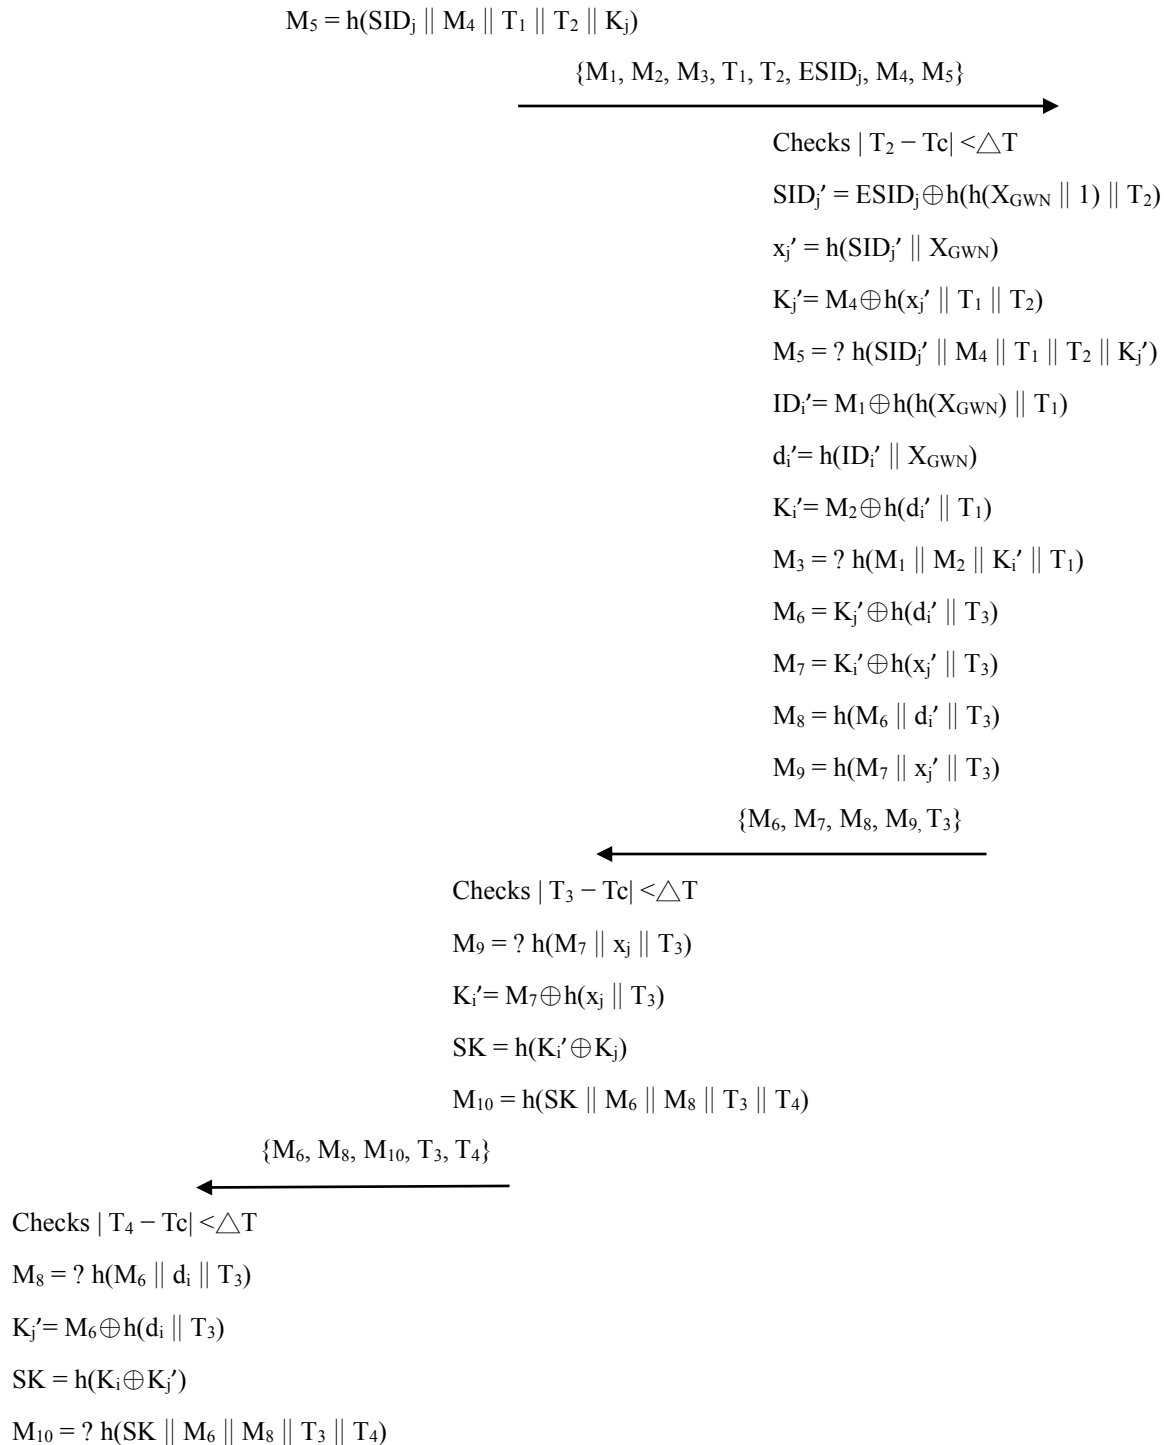 M₅ = h(SIDⱼ || M₄ || T₁ || T₂ || Kⱼ)
{M₁, M₂, M₃, T₁, T₂, ESIDⱼ, M₄, M₅}
Checks | T₂ − Tc| <△T
SIDⱼ’ = ESIDⱼ⊕h(h(X_GWN || 1) || T₂)
xⱼ’ = h(SIDⱼ’ || X_GWN)
Kⱼ’= M₄⊕h(xⱼ’ || T₁ || T₂)
M₅ = ? h(SIDⱼ’ || M₄ || T₁ || T₂ || Kⱼ’)
IDᵢ’= M₁⊕h(h(X_GWN) || T₁)
dᵢ’= h(IDᵢ’ || X_GWN)
Kᵢ’= M₂⊕h(dᵢ’ || T₁)
M₃ = ? h(M₁ || M₂ || Kᵢ’ || T₁)
M₆ = Kⱼ’⊕h(dᵢ’ || T₃)
M₇ = Kᵢ’⊕h(xⱼ’ || T₃)
M₈ = h(M₆ || dᵢ’ || T₃)
M₉ = h(M₇ || xⱼ’ || T₃)
{M₆, M₇, M₈, M₉, T₃}
Checks | T₃ − Tc| <△T
M₉ = ? h(M₇ || xⱼ || T₃)
Kᵢ’= M₇⊕h(xⱼ || T₃)
SK = h(Kᵢ’⊕Kⱼ)
M₁₀ = h(SK || M₆ || M₈ || T₃ || T₄)
{M₆, M₈, M₁₀, T₃, T₄}
Checks | T₄ − Tc| <△T
M₈ = ? h(M₆ || dᵢ || T₃)
Kⱼ’= M₆⊕h(dᵢ || T₃)
SK = h(Kᵢ⊕Kⱼ’)
M₁₀ = ? h(SK || M₆ || M₈ || T₃ || T₄)